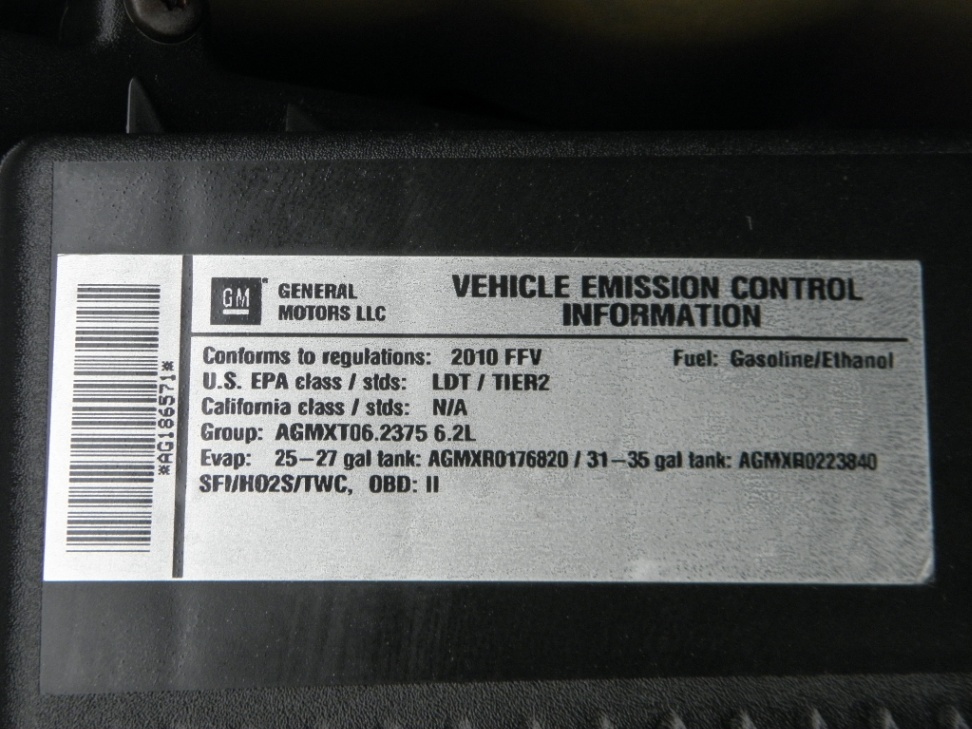 GM
GENERAL
MOTORS LLC
VEHICLE EMISSION CONTROL
INFORMATION
Conforms to regulations: 2010 FFV Fuel: Gasoline/Ethanol
U.S. EPA class / stds: LDT / TIER2
California class / stds: N/A
Group: AGMXT06.2375 6.2L
Evap: 25–27 gal tank: AGMXR0176820 / 31–35 gal tank: AGMXR0223840
SFI/HO2S/TWC, OBD: II
*AG186571*